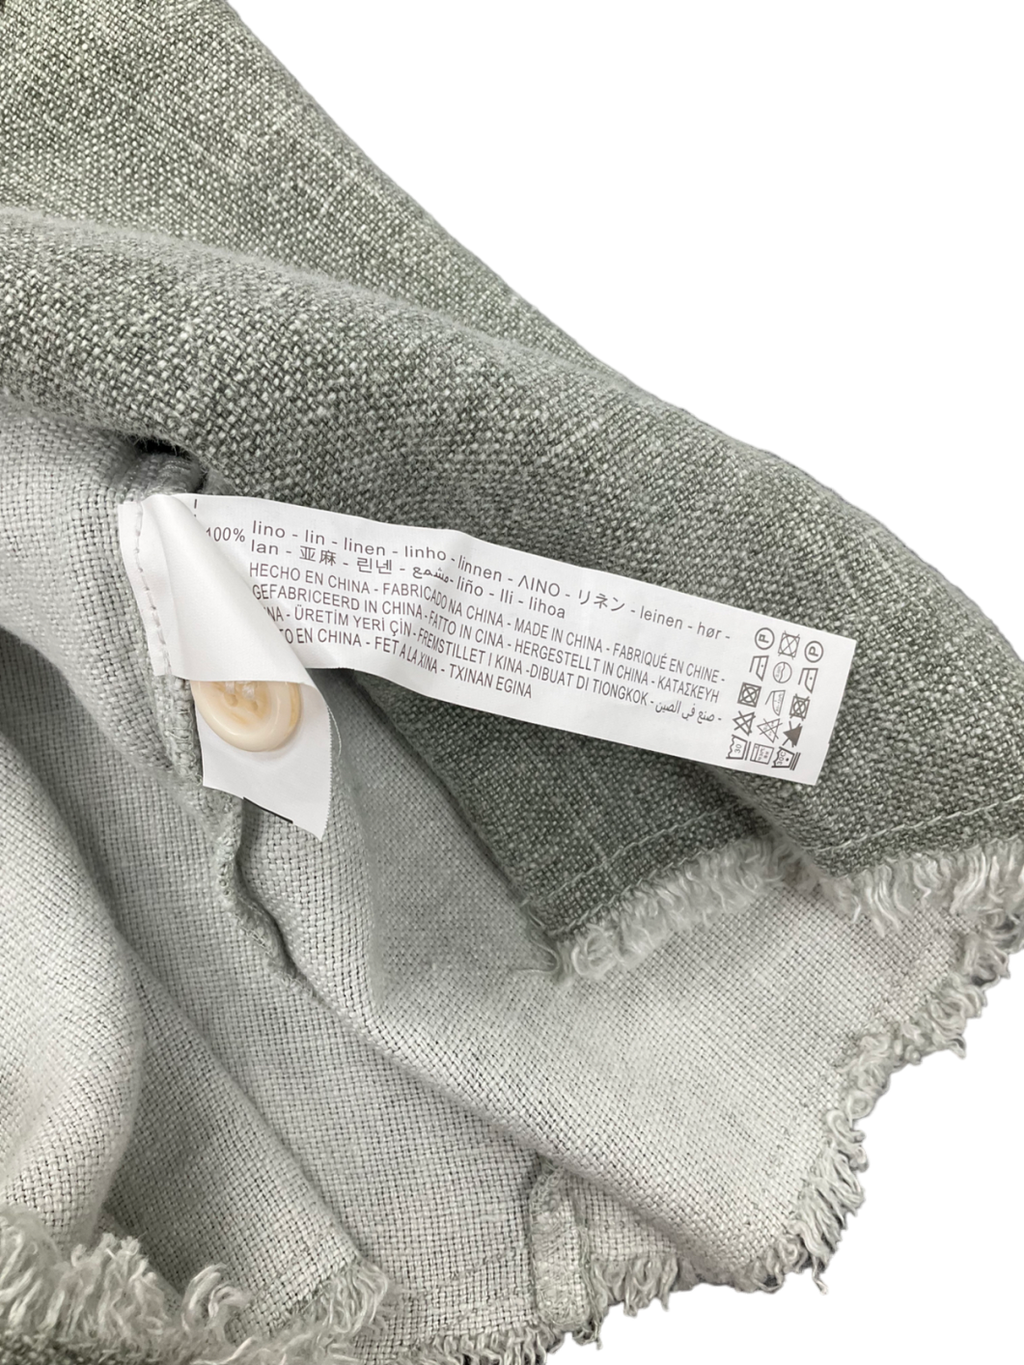 100% lino - lin - linen - linho - linnen - ΛΙΝΟ - リネン - leinen - hør -
lan - 亚麻 - 린넨 - مشمع - liño - lli - lihoa
HECHO EN CHINA - FABRICADO NA CHINA - MADE IN CHINA - FABRIQUÉ EN CHINE -
GEFABRICEERD IN CHINA - FATTO IN CINA - HERGESTELLT IN CHINA - ΚΑΤΑΣΚΕΥΗ
- ÜRETİM YERİ ÇİN - FREMSTILLET I KINA - DIBUAT DI TIONGKOK - صنع في الصين -
EN CHINA - FET A LA XINA - TXINAN EGINA
P P
30